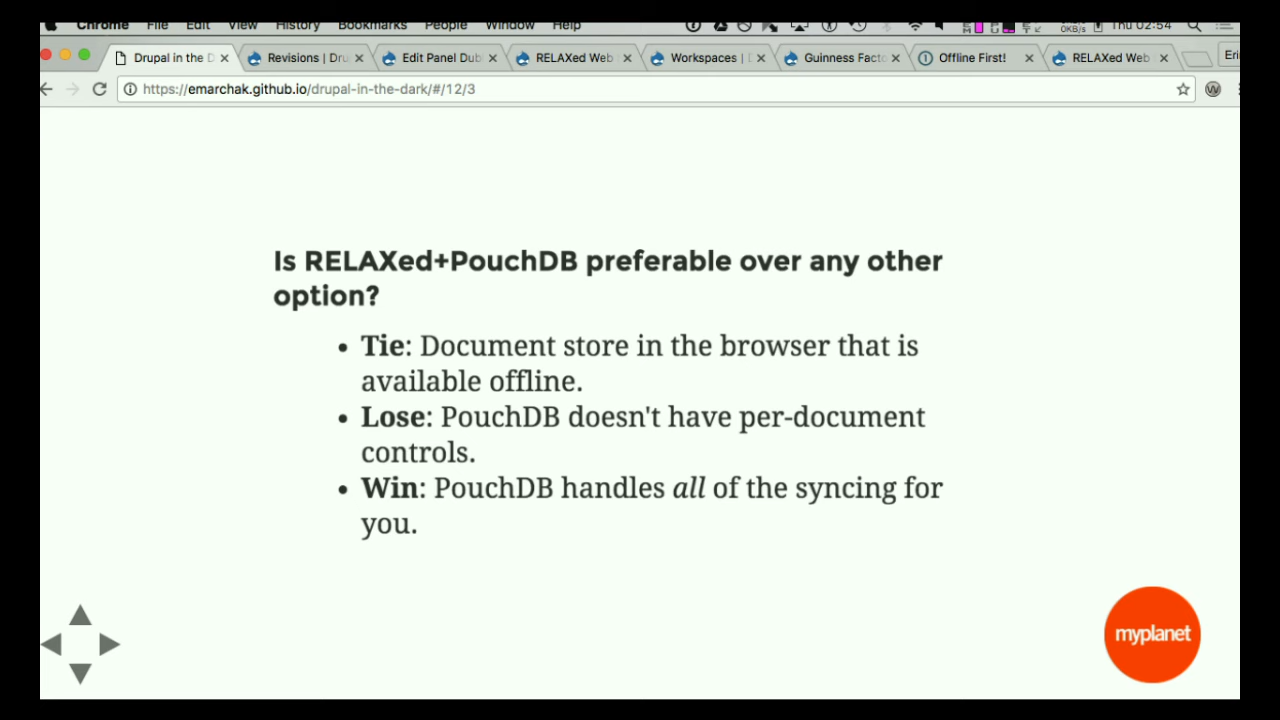 Chrome File Edit View History Bookmarks People Window Help Thu 02:54
0KB/s
Drupal in the D Revisions | Dru Edit Panel Dub RELAXed Web Workspaces | D Guinness Facto Offline First! RELAXed Web Eri
https://emarchak.github.io/drupal-in-the-dark/#/12/3
Is RELAXed+PouchDB preferable over any other
option?
• Tie: Document store in the browser that is
available offline.
• Lose: PouchDB doesn't have per-document
controls.
• Win: PouchDB handles all of the syncing for
you.
myplanet